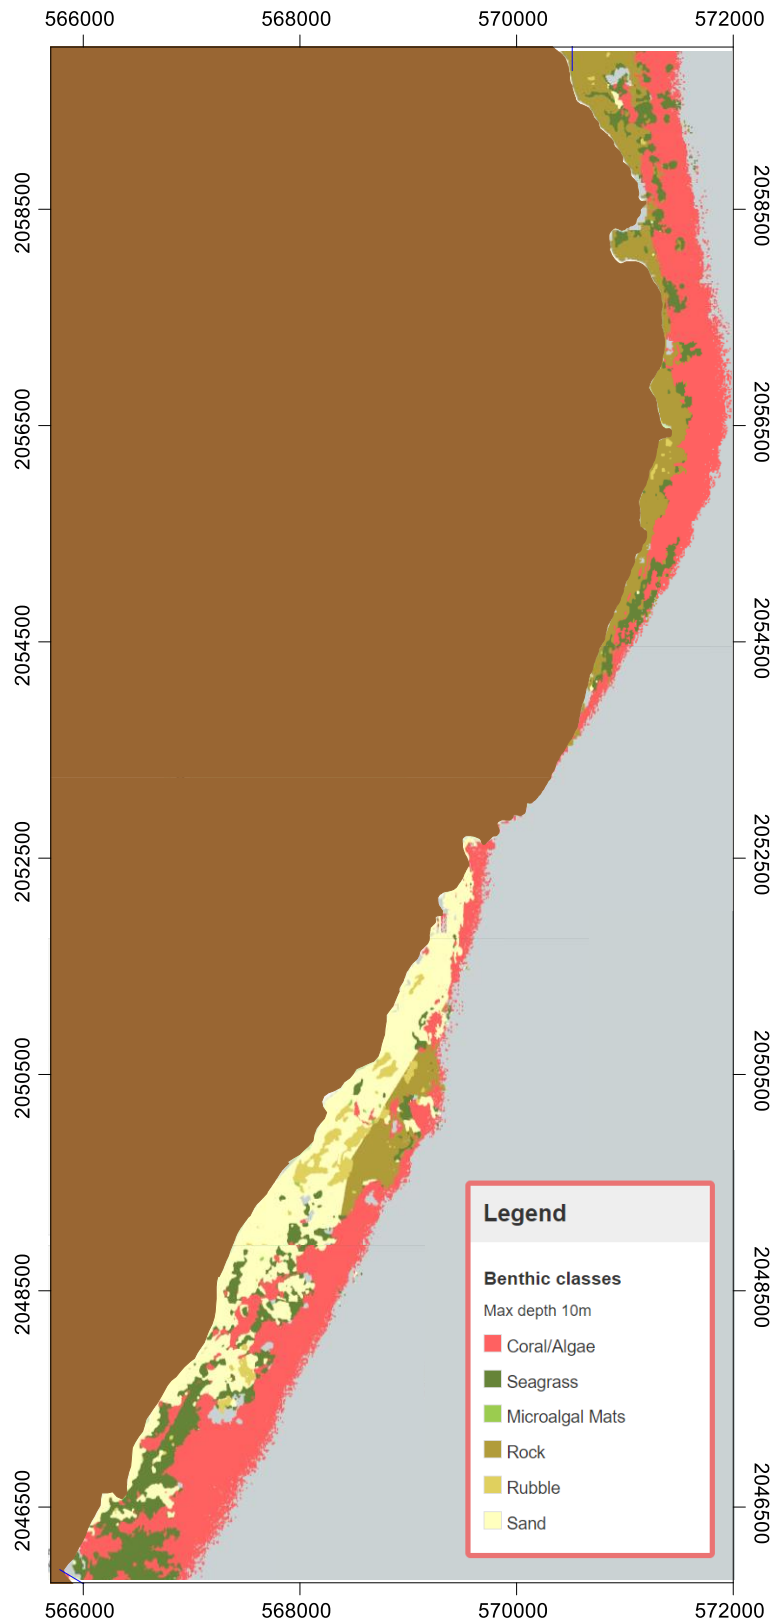 566000 568000 570000 572000
2058500 2058500
2056500 2056500
2054500 2054500
2052500 2052500
2050500 2050500
Legend
Benthic classes
2048500 2048500
Max depth 10m
Coral/Algae
Seagrass
Microalgal Mats
Rock
Rubble
2046500 2046500
Sand
566000 568000 570000 572000